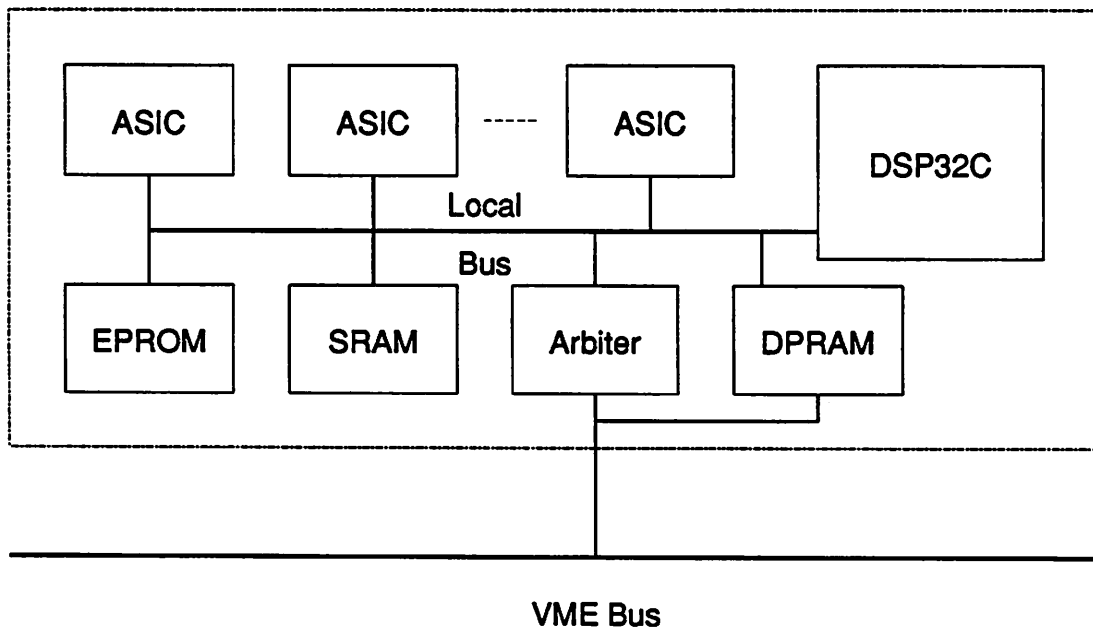 ASIC
ASIC
ASIC
DSP32C
Local
Bus
EPROM
SRAM
Arbiter
DPRAM
VME Bus